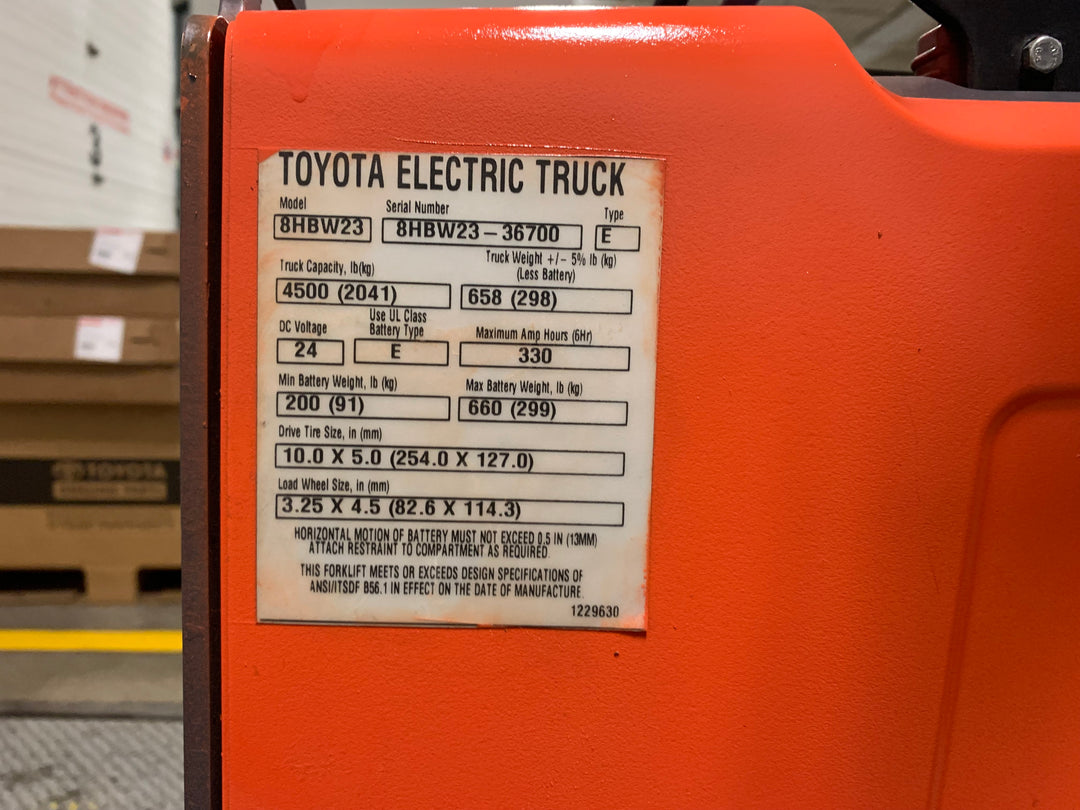 TOYOTA ELECTRIC TRUCK
Model Serial Number Type
8HBW23 8HBW23-36700 E
Truck Capacity, lb(kg) Truck Weight +/- 5% lb (kg)
(Less Battery)
4500 (2041) 658 (298)
DC Voltage Use UL Class
Battery Type Maximum Amp Hours (6Hr)
24 E 330
Min Battery Weight, lb (kg) Max Battery Weight, lb (kg)
200 (91) 660 (299)
Drive Tire Size, in (mm)
10.0 X 5.0 (254.0 X 127.0)
Load Wheel Size, in (mm)
3.25 X 4.5 (82.6 X 114.3)
HORIZONTAL MOTION OF BATTERY MUST NOT EXCEED 0.5 IN (13MM)
ATTACH RESTRAINT TO COMPARTMENT AS REQUIRED
THIS FORKLIFT MEETS OR EXCEEDS DESIGN SPECIFICATIONS OF
ANSI/ITSDF B56.1 IN EFFECT ON THE DATE OF MANUFACTURE
1229630
TOYOTA